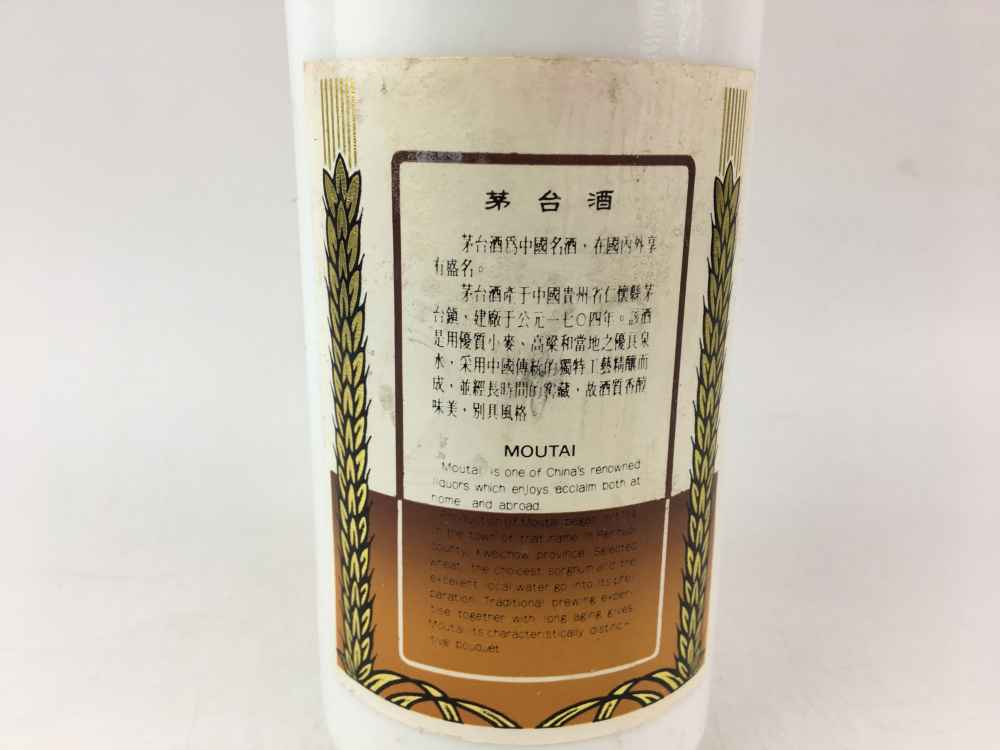 茅台酒
茅台酒爲中國名酒，在國內外享
有盛名。
茅台酒產于中國貴州省仁懷縣茅
台鎮，建廠于公元一七〇四年。該酒
是用優質小麥、高粱和當地之優良泉
水，采用中國傳統的獨特工藝精釀而
成，並經長時間的窖藏，故酒質香醇
味美，別具風格。
MOUTAI
Moutai is one of China's renowned
liquors which enjoys acclaim both at
home and abroad.
Production of Moutai began in 1704
in the town of that name in Renhuai
county, Kweichow province. Selected
wheat, the choicest sorghum and the
excellent local water go into its pre-
paration. Traditional brewing exper-
tise together with long aging gives
Moutai its characteristically distinc-
tive bouquet